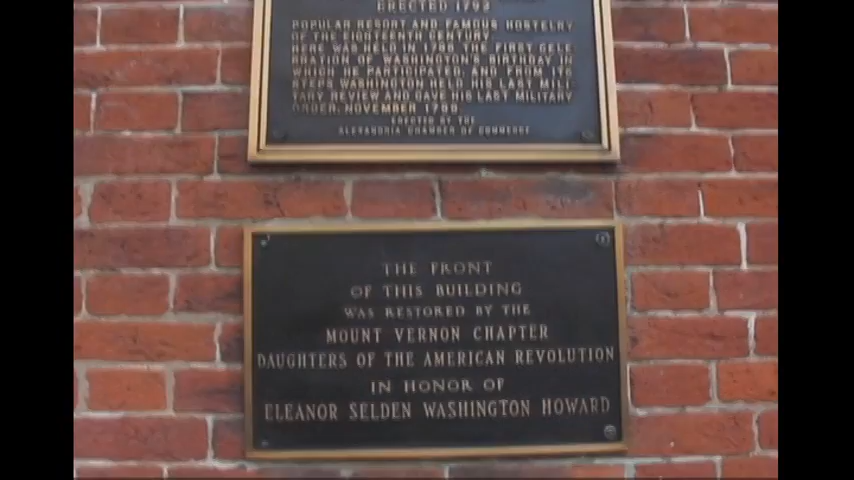 ERECTED 1792
POPULAR RESORT AND FAMOUS HOSTELRY
OF THE EIGHTEENTH CENTURY.
HERE WAS HELD IN THE FIRST CELE-
BRATION OF WASHINGTON'S BIRTHDAY IN
WHICH HE PARTICIPATED, AND FROM ITS
STEPS WASHINGTON HELD HIS LAST MILI-
TARY REVIEW AND GAVE HIS LAST MILITARY
ORDER, NOVEMBER
ERECTED BY THE
ALEXANDRIA CHAMBER OF COMMERCE
THE FRONT
OF THIS BUILDING
WAS RESTORED BY THE
MOUNT VERNON CHAPTER
DAUGHTERS OF THE AMERICAN REVOLUTION
IN HONOR OF
ELEANOR SELDEN WASHINGTON HOWARD